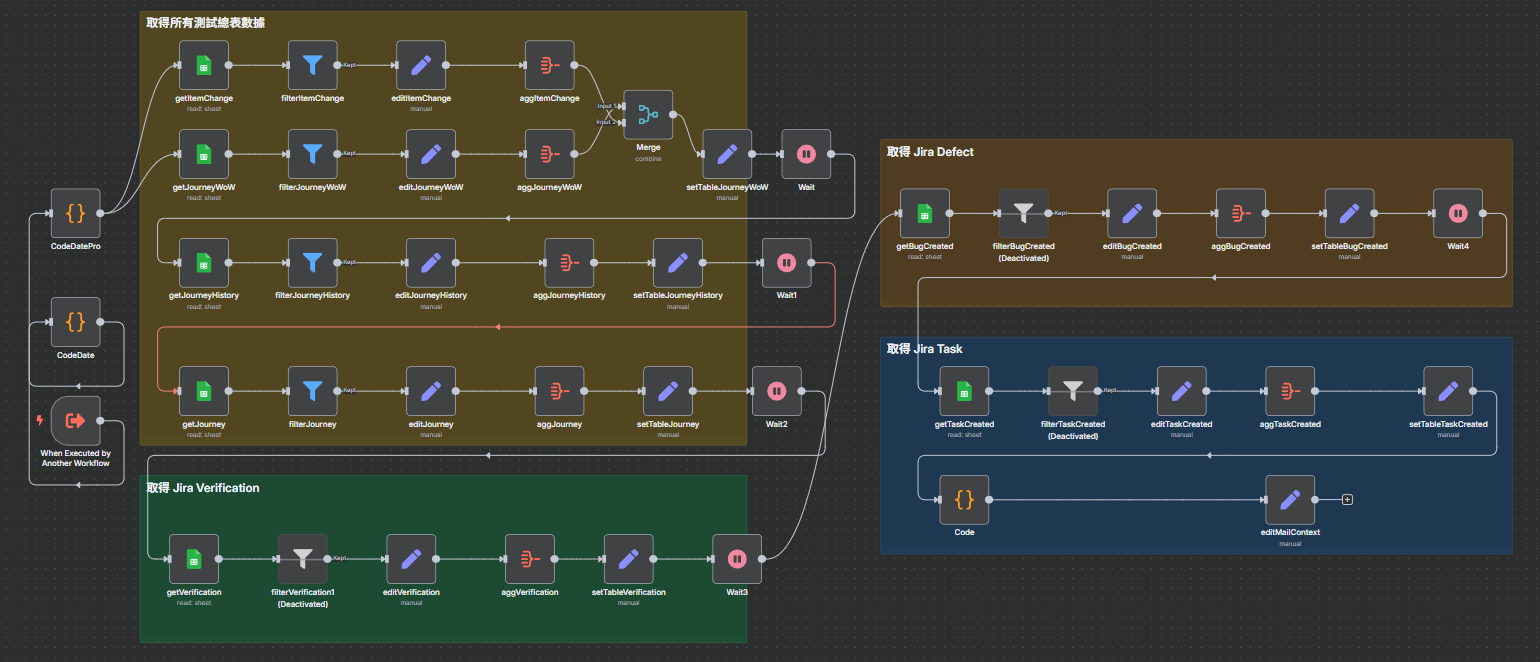 取得所有測試總表數據
getItemChange
read: sheet
Kept
filterItemChange
editItemChange
manual
aggItemChange
Input 1
Input 2
Merge
combine
getJourneyWoW
read: sheet
Kept
filterJourneyWoW
editJourneyWoW
manual
aggJourneyWoW
setTableJourneyWoW
manual
Wait
CodeDatePro
getJourneyHistory
read: sheet
Kept
filterJourneyHistory
editJourneyHistory
manual
aggJourneyHistory
setTableJourneyHistory
manual
Wait1
CodeDate
getJourney
read: sheet
Kept
filterJourney
editJourney
manual
aggJourney
setTableJourney
manual
Wait2
When Executed by
Another Workflow
取得 Jira Verification
getVerification
read: sheet
Kept
filterVerification1
(Deactivated)
editVerification
manual
aggVerification
setTableVerification
manual
Wait3
取得 Jira Defect
getBugCreated
read: sheet
Kept
filterBugCreated
(Deactivated)
editBugCreated
manual
aggBugCreated
setTableBugCreated
manual
Wait4
取得 Jira Task
getTaskCreated
read: sheet
Kept
filterTaskCreated
(Deactivated)
editTaskCreated
manual
aggTaskCreated
setTableTaskCreated
manual
Code
editMailContext
manual